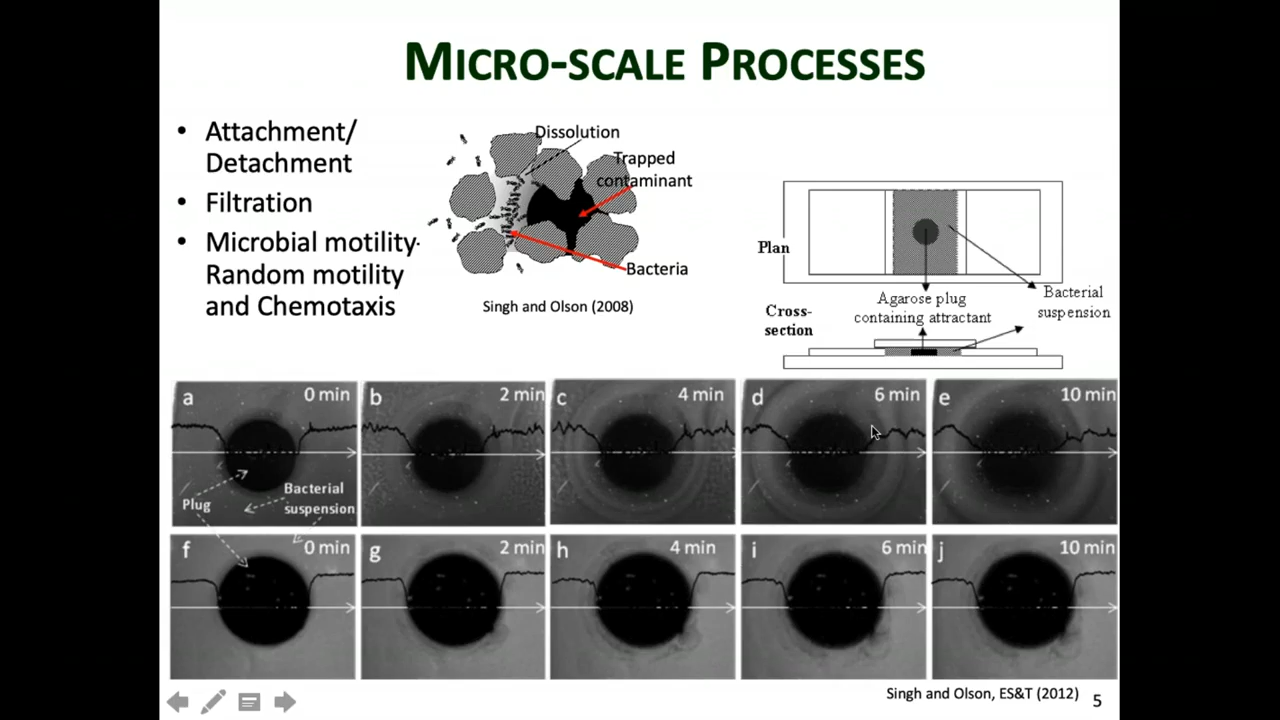 MICRO-SCALE PROCESSES
• Attachment/
Detachment
• Filtration
• Microbial motility-
Random motility
and Chemotaxis
Dissolution
Trapped
contaminant
Bacteria
Singh and Olson (2008)
Plan
Agarose plug
containing attractant
Bacterial
suspension
Cross-
section
a 0 min
b 2 min
c 4 min
d 6 min
e 10 min
Plug
Bacterial
suspension
f 0 min
g 2 min
h 4 min
i 6 min
j 10 min
Singh and Olson, ES&T (2012)
5